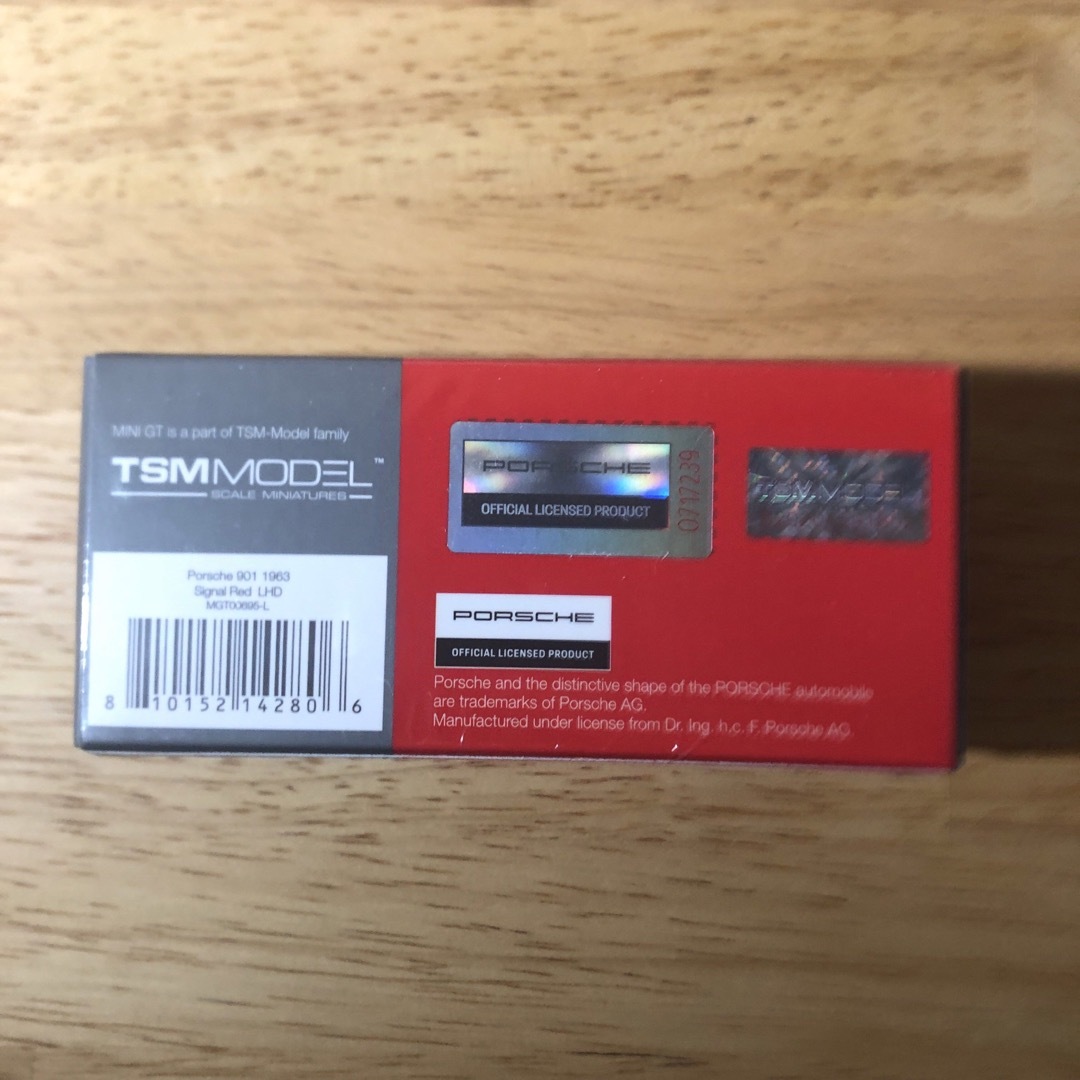 MINI GT is a part of TSM-Model family
TSMMODEL™
SCALE MINIATURES
Porsche 901 1963
Signal Red LHD
MGT00695-L
8 10152 14280 6
PORSCHE
OFFICIAL LICENSED PRODUCT
0717239
TSMMODEL
PORSCHE
OFFICIAL LICENSED PRODUCT
Porsche and the distinctive shape of the PORSCHE automobile
are trademarks of Porsche AG.
Manufactured under license from Dr. Ing. h.c. F. Porsche AG.